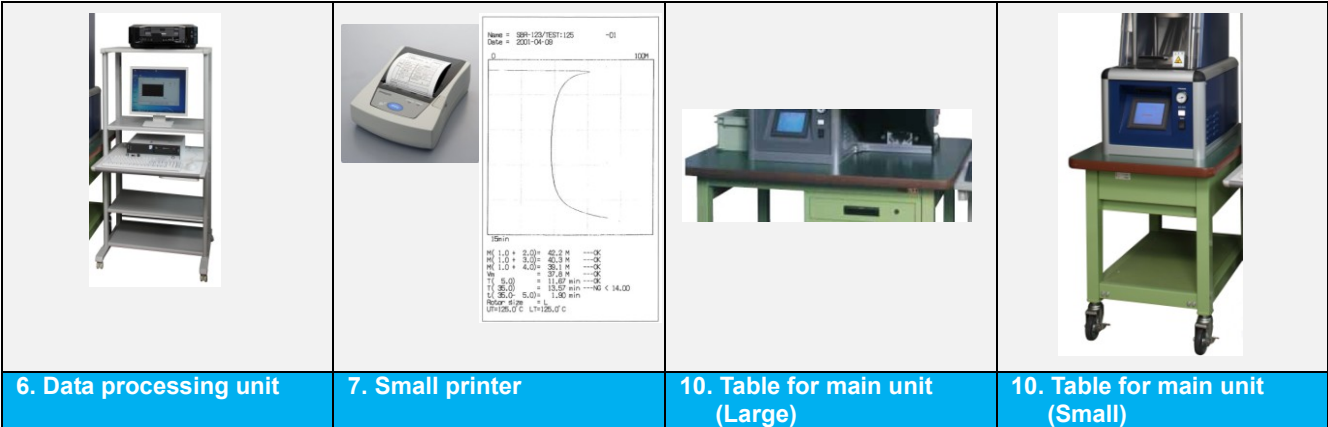 Name = SBR-123/TEST:125 -01
Date = 2001-04-09
0 100M
15min
M( 1.0 + 2.0)= 42.2 M ---OK
M( 1.0 + 3.0)= 40.3 M ---OK
M( 1.0 + 4.0)= 39.1 M ---OK
Vm = 37.8 M ---OK
T( 5.0) = 11.67 min ---OK
T( 35.0) = 13.57 min ---NG < 14.00
t( 35.0- 5.0)= 1.90 min
Rotor size = L
UT=125.0°C LT=125.0°C
6. Data processing unit
7. Small printer
10. Table for main unit
(Large)
10. Table for main unit
(Small)